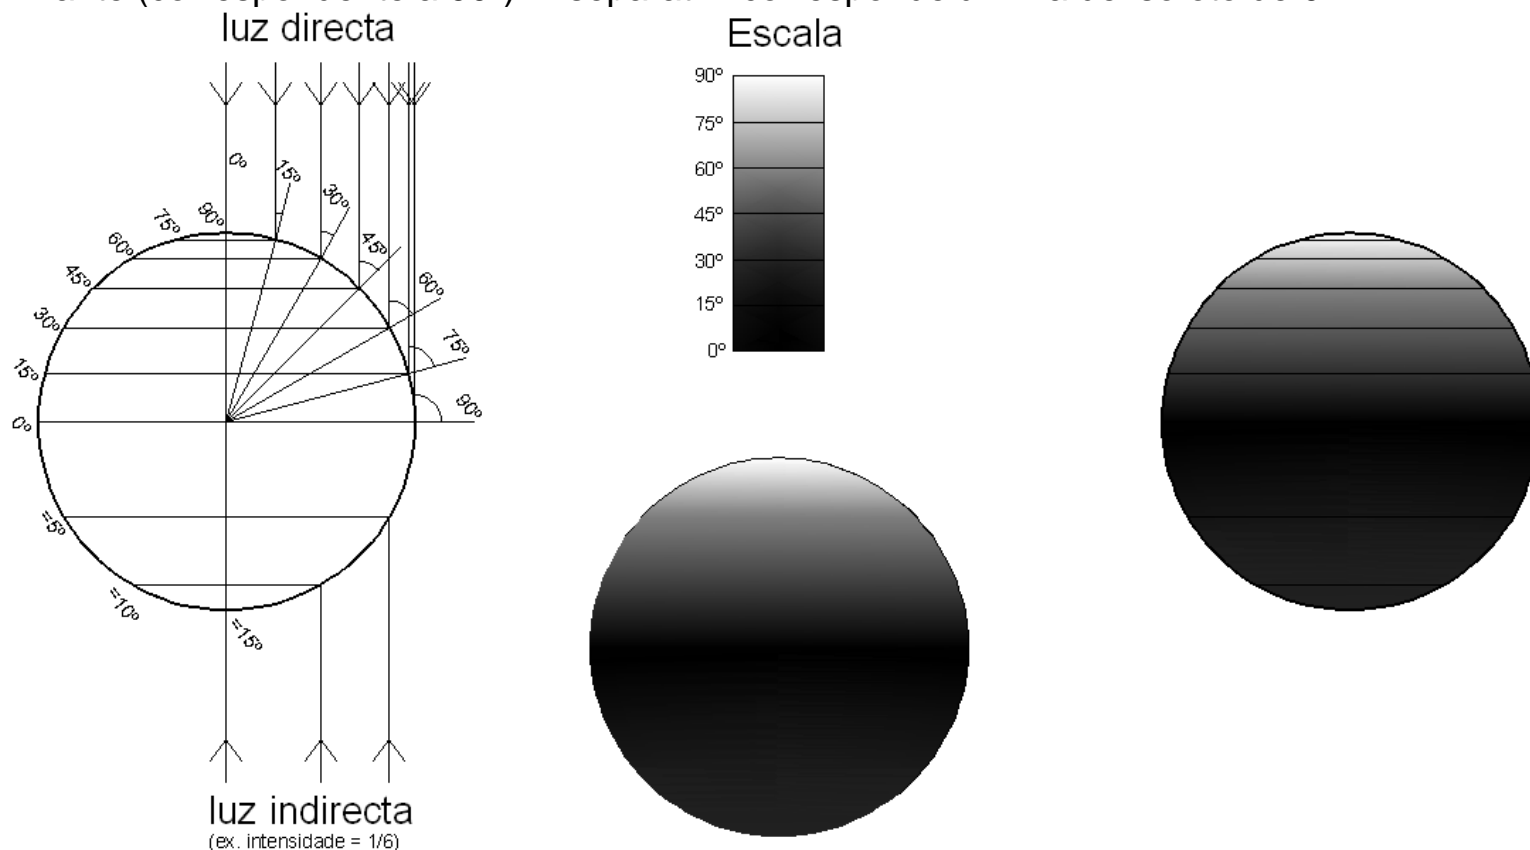 luz directa
Escala
90º
75º
60º
45º
30º
15º
0º
0º
15º
30º
45º
60º
75º
90º
90º
75º
60º
45º
30º
15º
0º
=5º
=10º
=15º
luz indirecta
(ex. intensidade = 1/6)